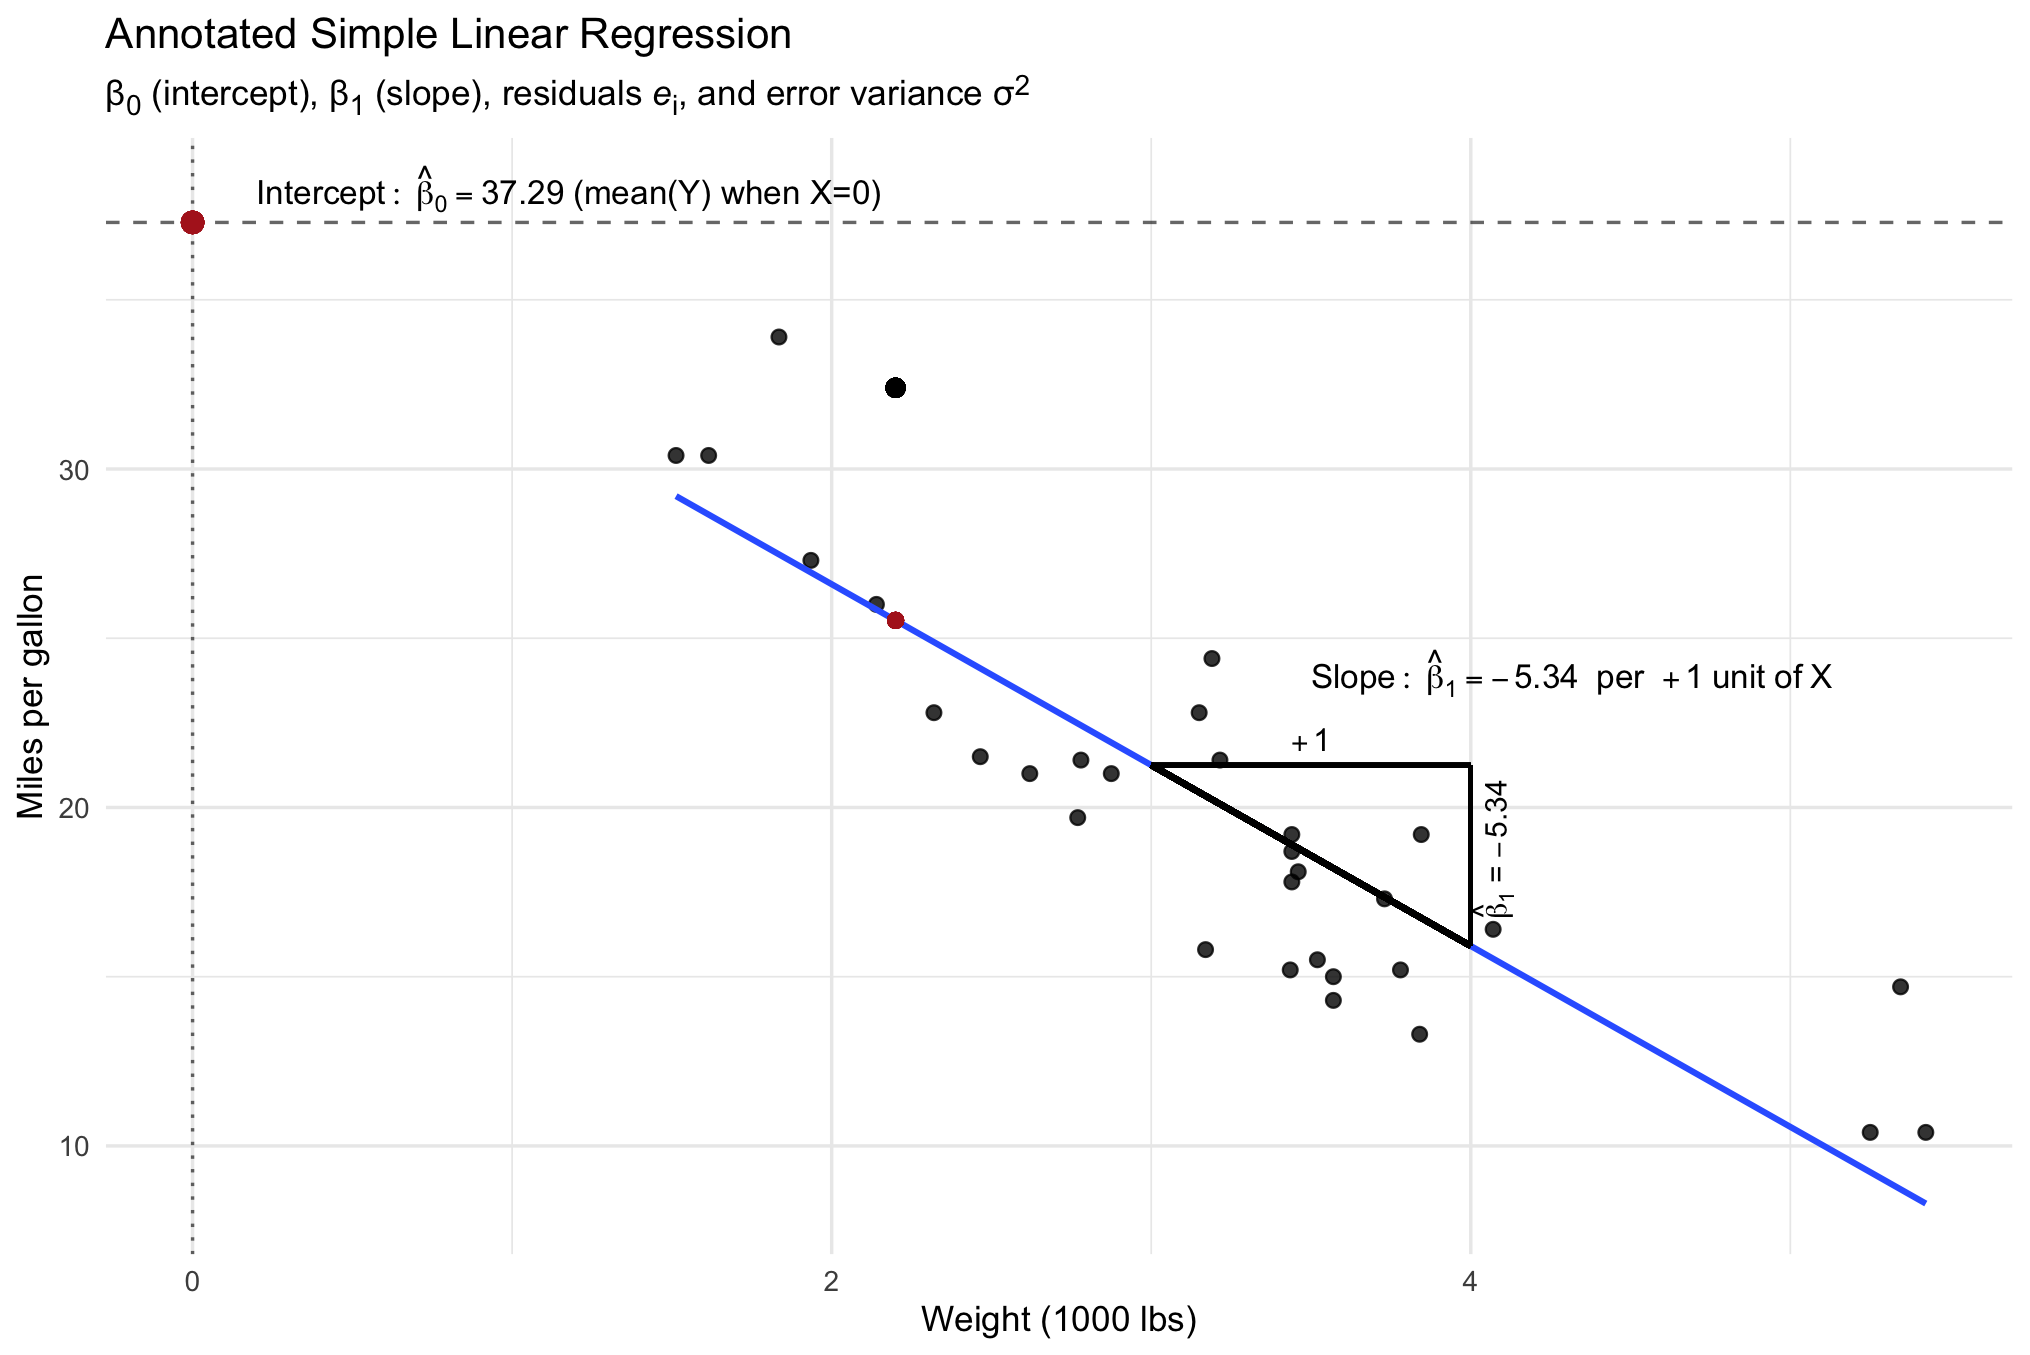 Annotated Simple Linear Regression
β₀ (intercept), β₁ (slope), residuals eᵢ, and error variance σ²
Intercept: β̂₀ = 37.29 (mean(Y) when X=0)
Slope: β̂₁ = −5.34 per +1 unit of X
+1
β̂₁ = −5.34
30
20
10
Miles per gallon
0
2
4
Weight (1000 lbs)